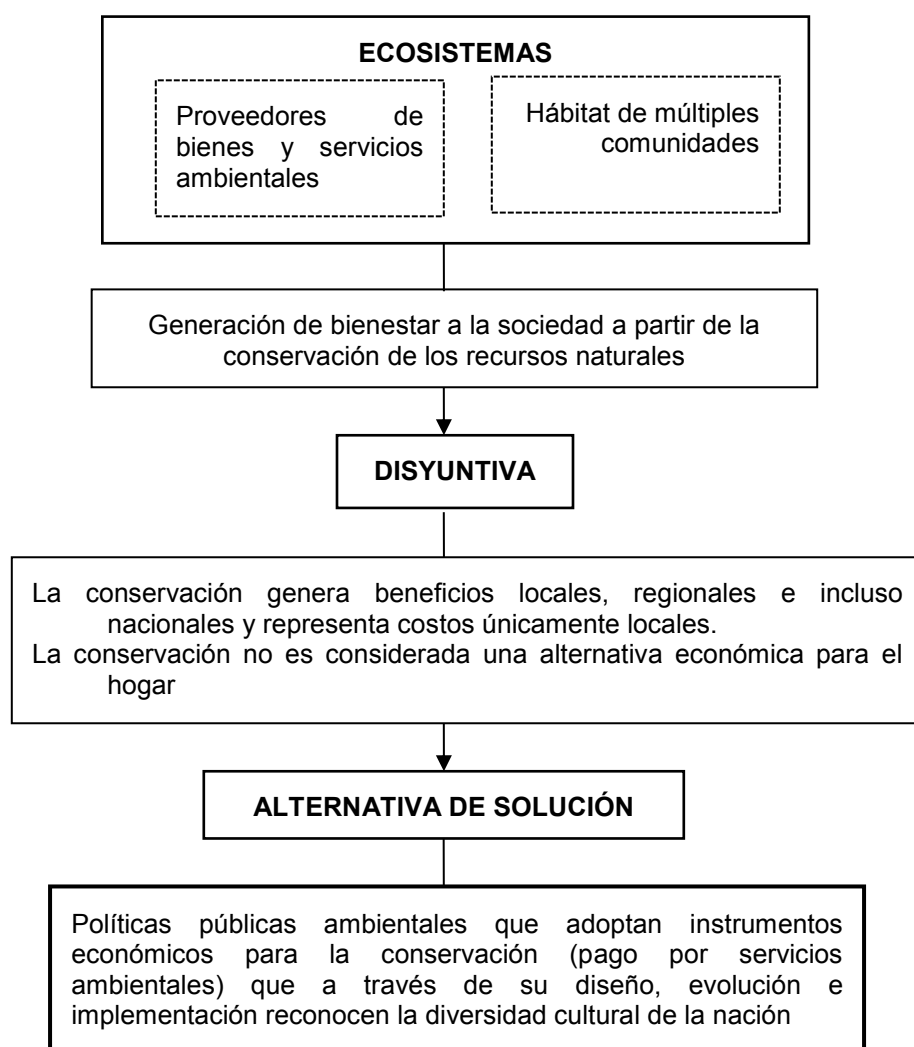 ECOSISTEMAS
Proveedores de
bienes y servicios
ambientales
Hábitat de múltiples
comunidades
Generación de bienestar a la sociedad a partir de la
conservación de los recursos naturales
DISYUNTIVA
La conservación genera beneficios locales, regionales e incluso
nacionales y representa costos únicamente locales.
La conservación no es considerada una alternativa económica para el
hogar
ALTERNATIVA DE SOLUCIÓN
Políticas públicas ambientales que adoptan instrumentos
económicos para la conservación (pago por servicios
ambientales) que a través de su diseño, evolución e
implementación reconocen la diversidad cultural de la nación